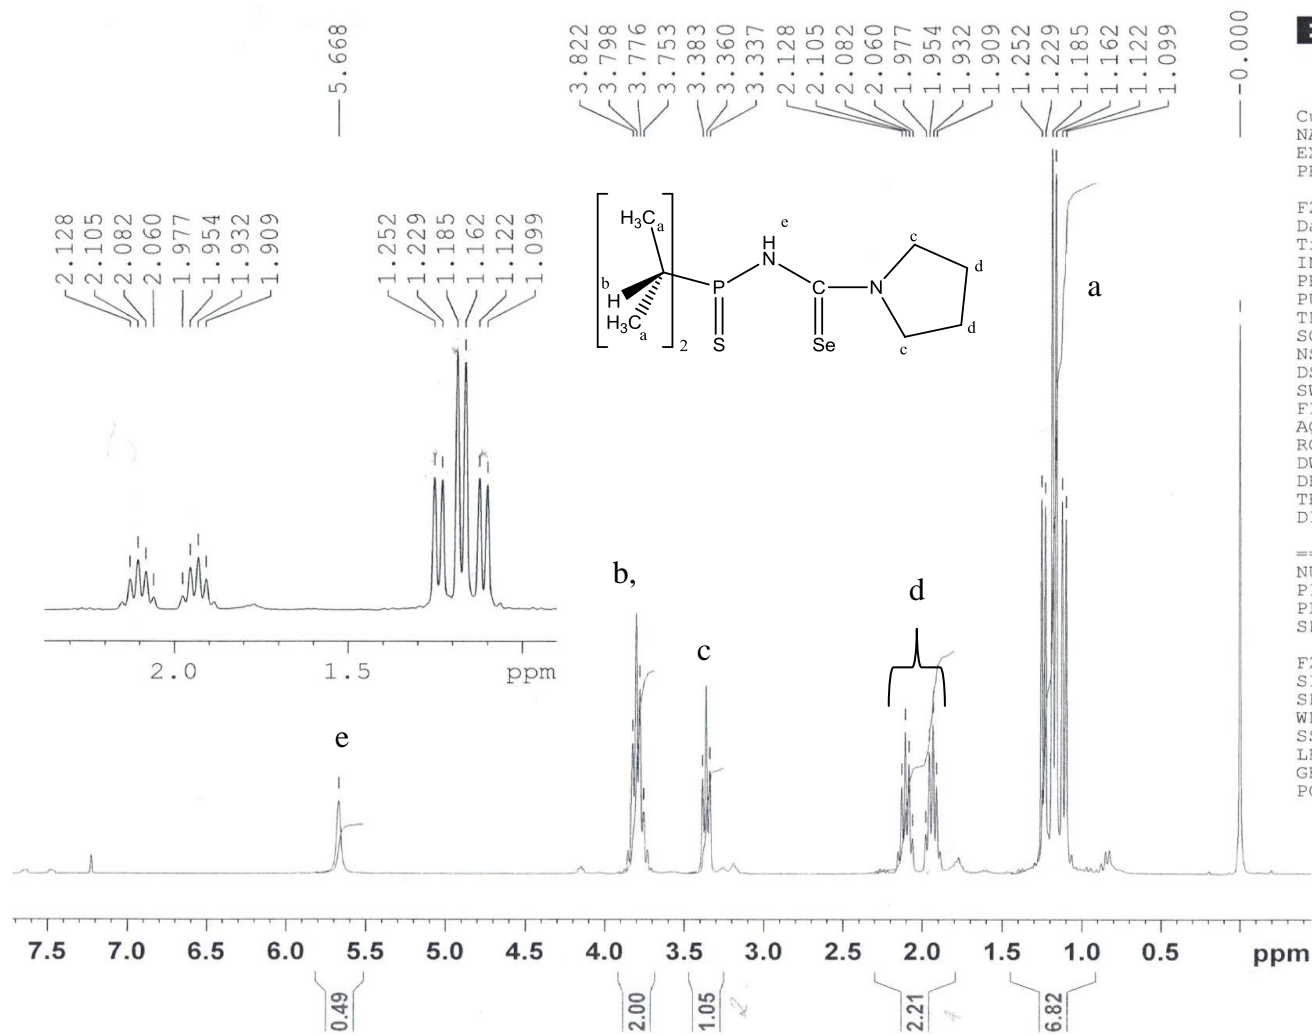 5.668
3.822
3.798
3.776
3.753
3.383
3.360
3.337
2.128
2.105
2.082
2.060
1.977
1.954
1.932
1.909
1.252
1.229
1.185
1.162
1.122
1.099
-0.000
2.128
2.105
2.082
2.060
1.977
1.954
1.932
1.909
1.252
1.229
1.185
1.162
1.122
1.099
H3C
a
b
H
H3C
a
2
P
S
H
N
e
C
Se
N
c
d
d
c
a
2.0 1.5 ppm
e
b,
c
d
7.5 7.0 6.5 6.0 5.5 5.0 4.5 4.0 3.5 3.0 2.5 2.0 1.5 1.0 0.5 ppm
0.49
2.00
1.05
2.21
6.82